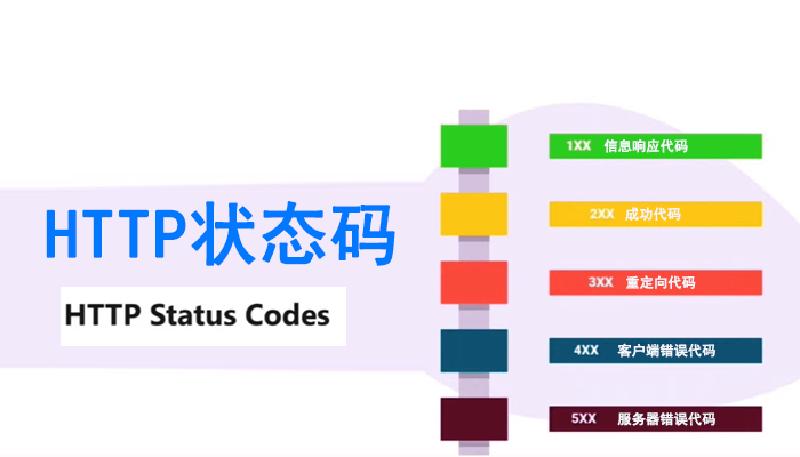 HTTP状态码
HTTP Status Codes
1XX 信息响应代码
2XX 成功代码
3XX 重定向代码
4XX 客户端错误代码
5XX 服务器错误代码